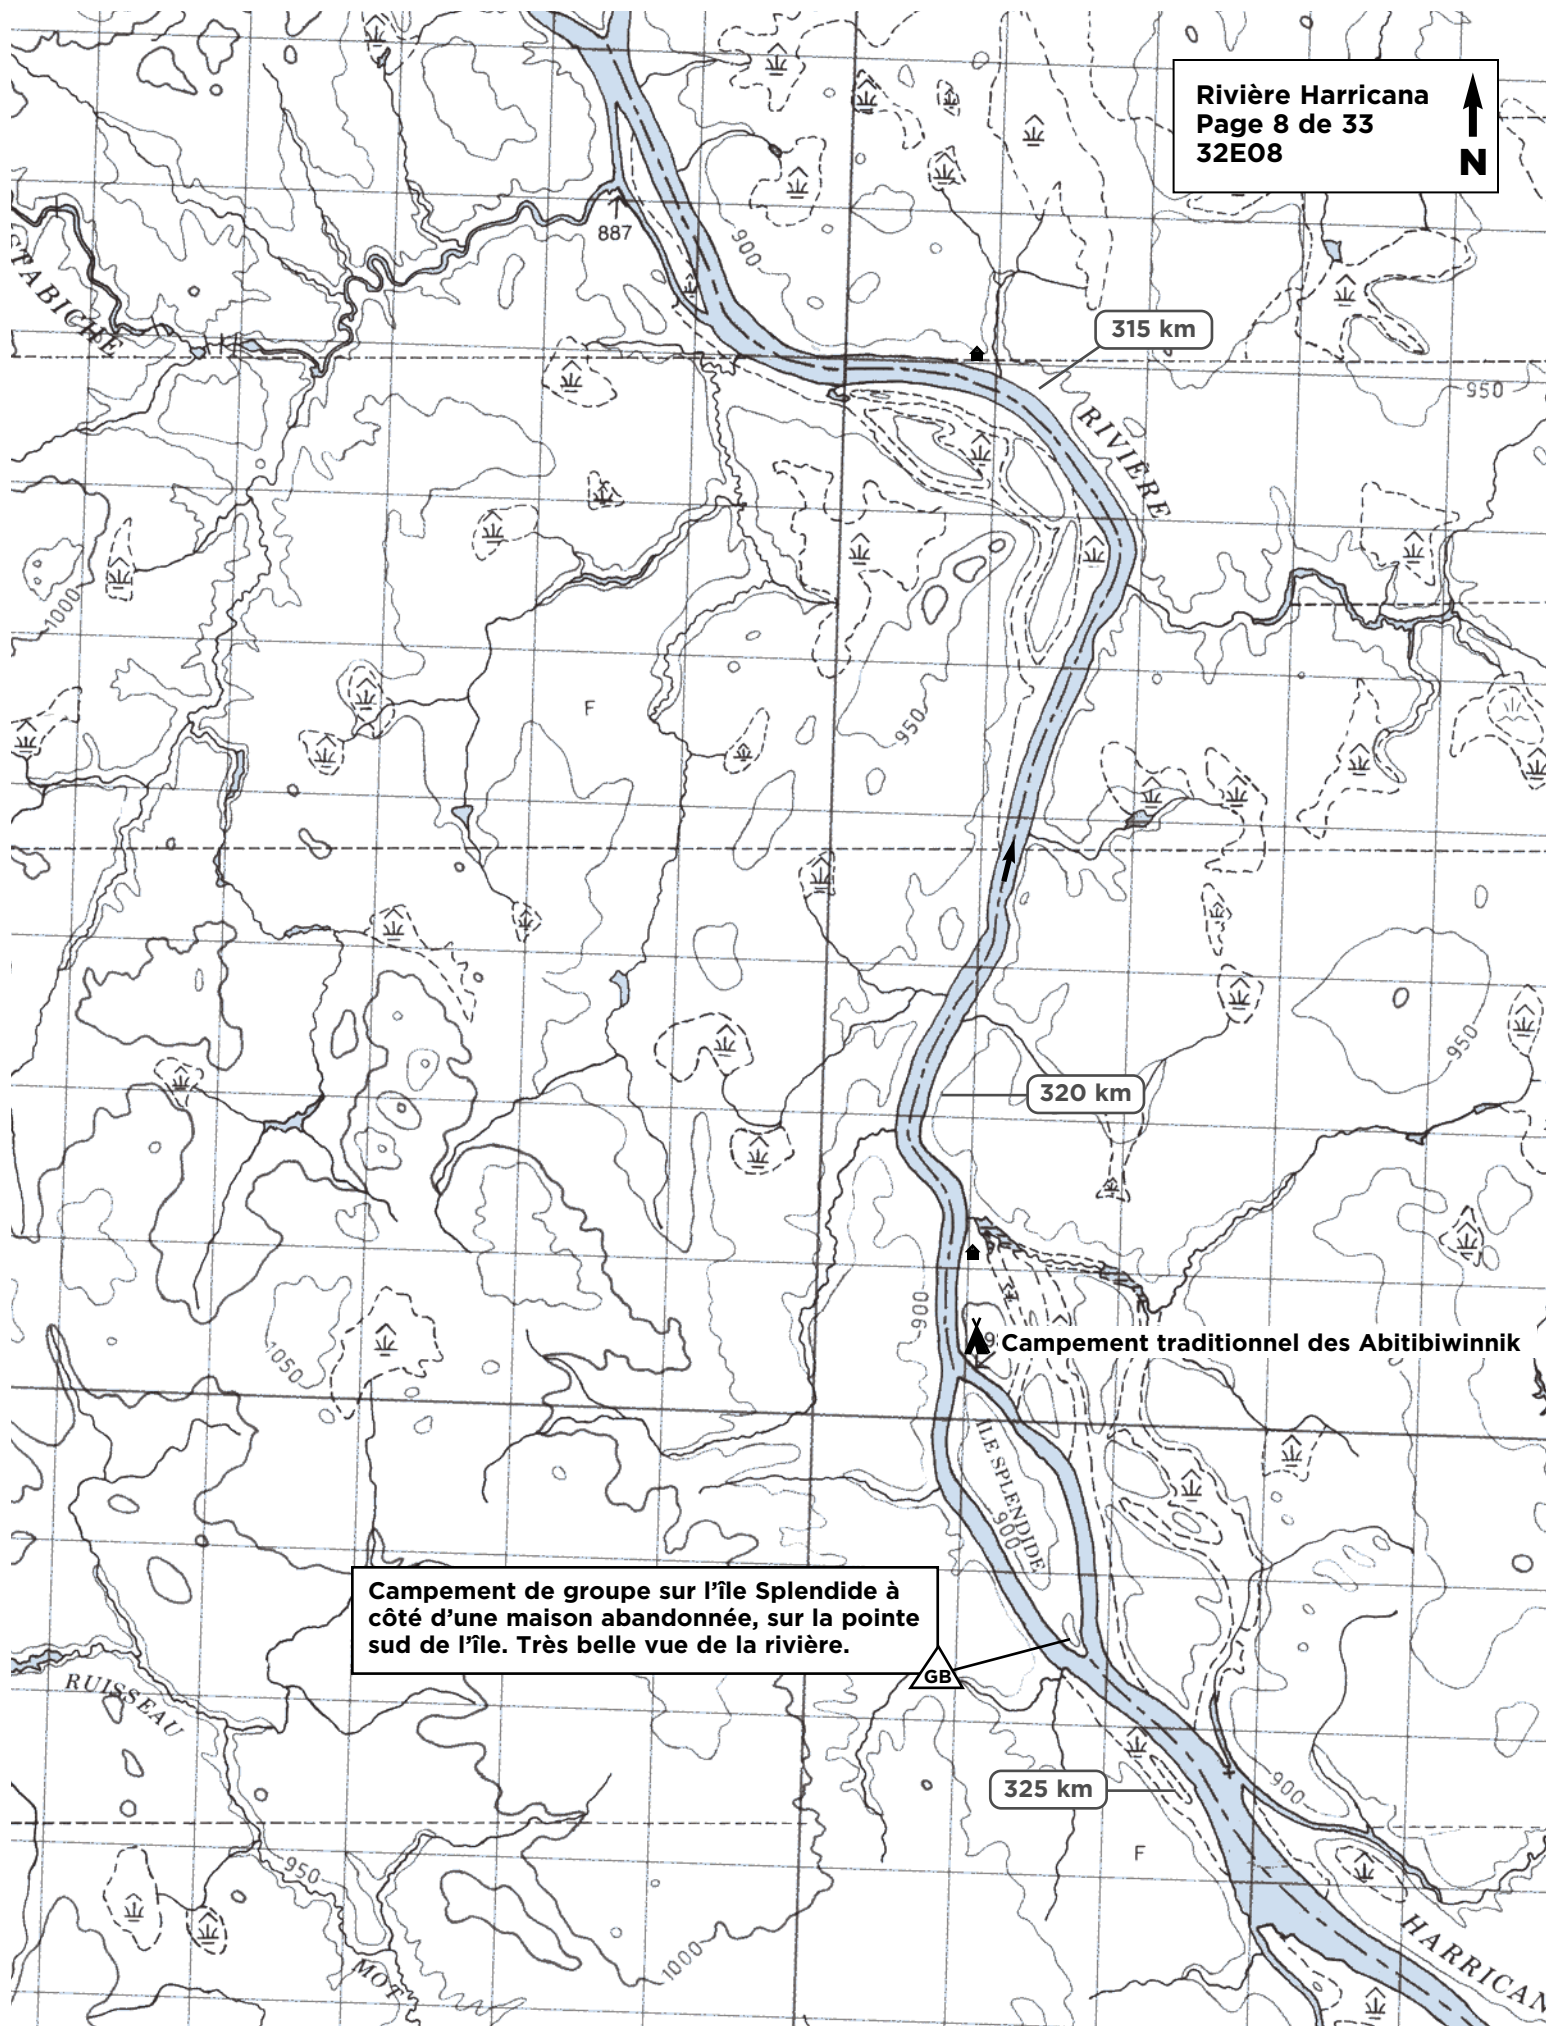 Rivière Harricana
Page 8 de 33
32E08
N
887
900
STABICHE
315 km
950
RIVIÈRE
1000
F
950
950
320 km
900
Campement traditionnel des Abitibiwinnik
1050
ÎLE SPLENDIDE
900
Campement de groupe sur l'île Splendide à
côté d'une maison abandonnée, sur la pointe
sud de l'île. Très belle vue de la rivière.
GB
RUISSEAU
325 km
900
F
950
HARRICAN
1000
MOT